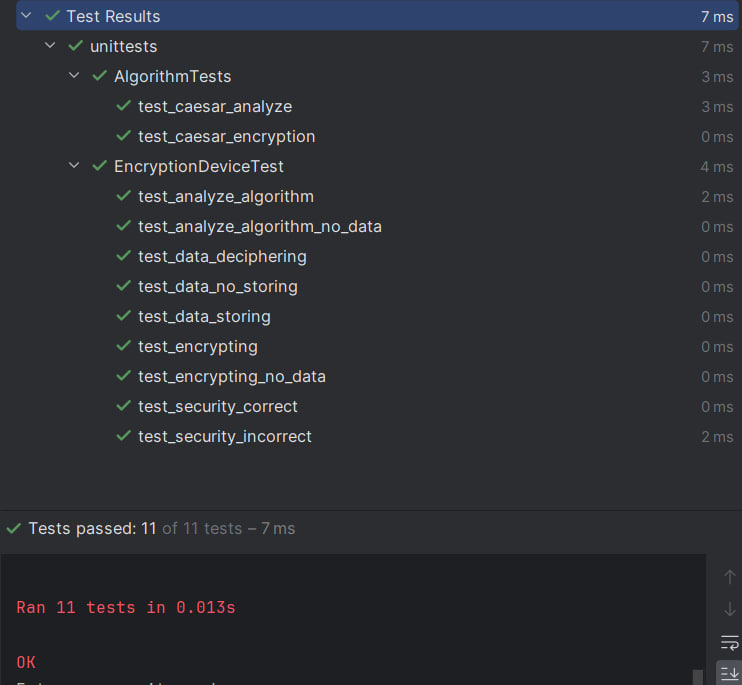 Test Results 7 ms
unittests 7 ms
AlgorithmTests 3 ms
test_caesar_analyze 3 ms
test_caesar_encryption 0 ms
EncryptionDeviceTest 4 ms
test_analyze_algorithm 2 ms
test_analyze_algorithm_no_data 0 ms
test_data_deciphering 0 ms
test_data_no_storing 0 ms
test_data_storing 0 ms
test_encrypting 0 ms
test_encrypting_no_data 0 ms
test_security_correct 0 ms
test_security_incorrect 2 ms
Tests passed: 11 of 11 tests – 7 ms
Ran 11 tests in 0.013s
OK